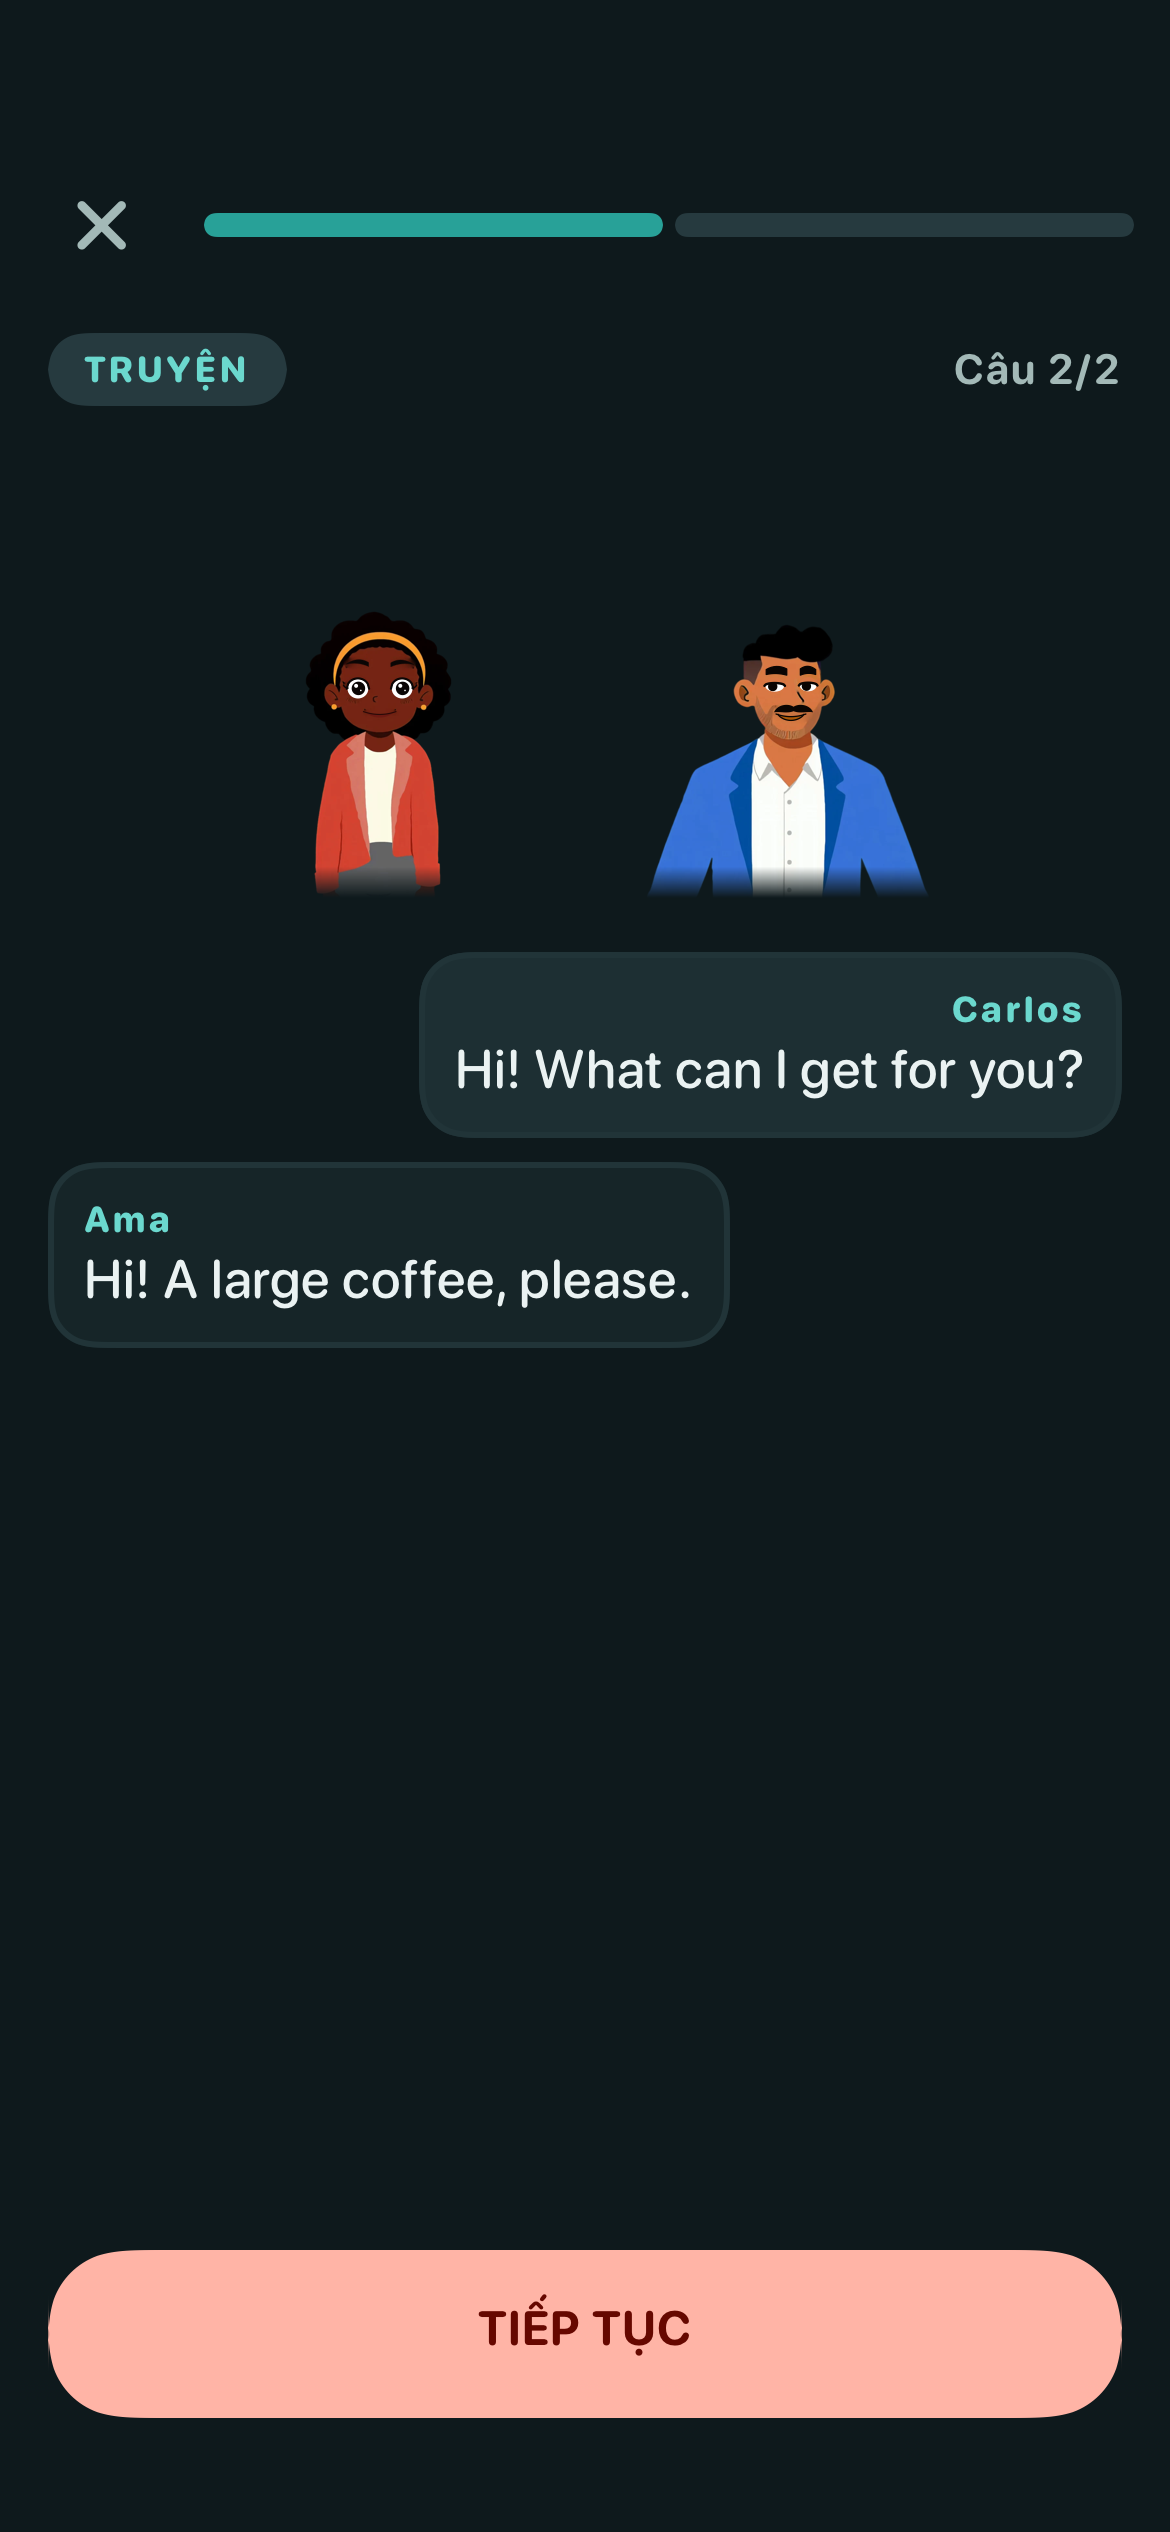 TRUYỆN
Câu 2/2
Carlos
Hi! What can I get for you?
Ama
Hi! A large coffee, please.
TIẾP TỤC